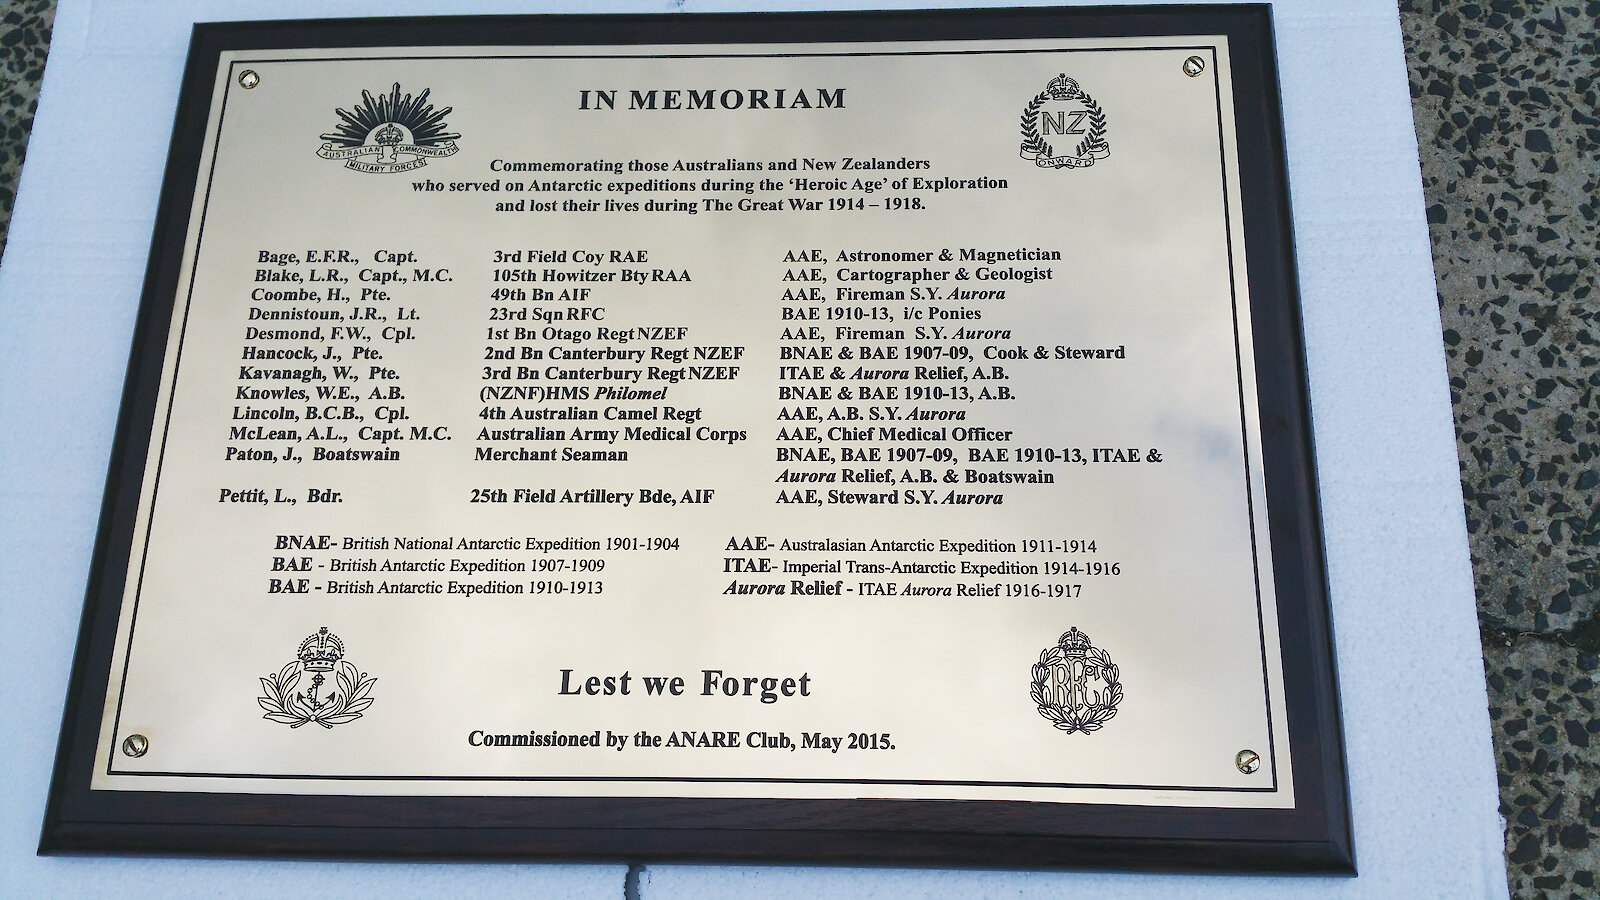 IN MEMORIAM
AUSTRALIAN COMMONWEALTH
MILITARY FORCES
NZ
ONWARD
Commemorating those Australians and New Zealanders
who served on Antarctic expeditions during the ‘Heroic Age’ of Exploration
and lost their lives during The Great War 1914 – 1918.
Bage, E.F.R., Capt. 3rd Field Coy RAE AAE, Astronomer & Magnetician
Blake, L.R., Capt., M.C. 105th Howitzer Bty RAA AAE, Cartographer & Geologist
Coombe, H., Pte. 49th Bn AIF AAE, Fireman S.Y. Aurora
Dennistoun, J.R., Lt. 23rd Sqn RFC BAE 1910-13, i/c Ponies
Desmond, F.W., Cpl. 1st Bn Otago Regt NZEF AAE, Fireman S.Y. Aurora
Hancock, J., Pte. 2nd Bn Canterbury Regt NZEF BNAE & BAE 1907-09, Cook & Steward
Kavanagh, W., Pte. 3rd Bn Canterbury Regt NZEF ITAE & Aurora Relief, A.B.
Knowles, W.E., A.B. (NZNF)HMS Philomel BNAE & BAE 1910-13, A.B.
Lincoln, B.C.B., Cpl. 4th Australian Camel Regt AAE, A.B. S.Y. Aurora
McLean, A.L., Capt. M.C. Australian Army Medical Corps AAE, Chief Medical Officer
Paton, J., Boatswain Merchant Seaman BNAE, BAE 1907-09, BAE 1910-13, ITAE &
Aurora Relief, A.B. & Boatswain
Pettit, L., Bdr. 25th Field Artillery Bde, AIF AAE, Steward S.Y. Aurora
BNAE- British National Antarctic Expedition 1901-1904 AAE- Australasian Antarctic Expedition 1911-1914
BAE - British Antarctic Expedition 1907-1909 ITAE- Imperial Trans-Antarctic Expedition 1914-1916
BAE - British Antarctic Expedition 1910-1913 Aurora Relief - ITAE Aurora Relief 1916-1917
RFC
Lest we Forget
Commissioned by the ANARE Club, May 2015.